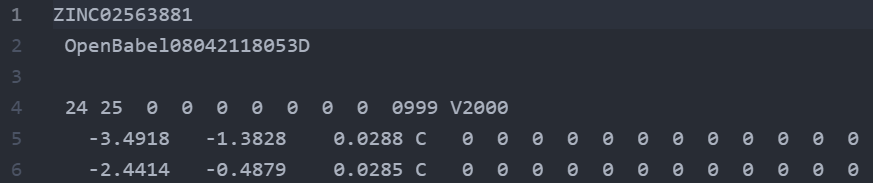 1 ZINC02563881
2  OpenBabel08042118053D
3
4  24 25  0  0  0  0  0  0  0  0999 V2000
5    -3.4918   -1.3828    0.0288 C   0  0  0  0  0  0  0  0  0  0  0  0
6    -2.4414   -0.4879    0.0285 C   0  0  0  0  0  0  0  0  0  0  0  0